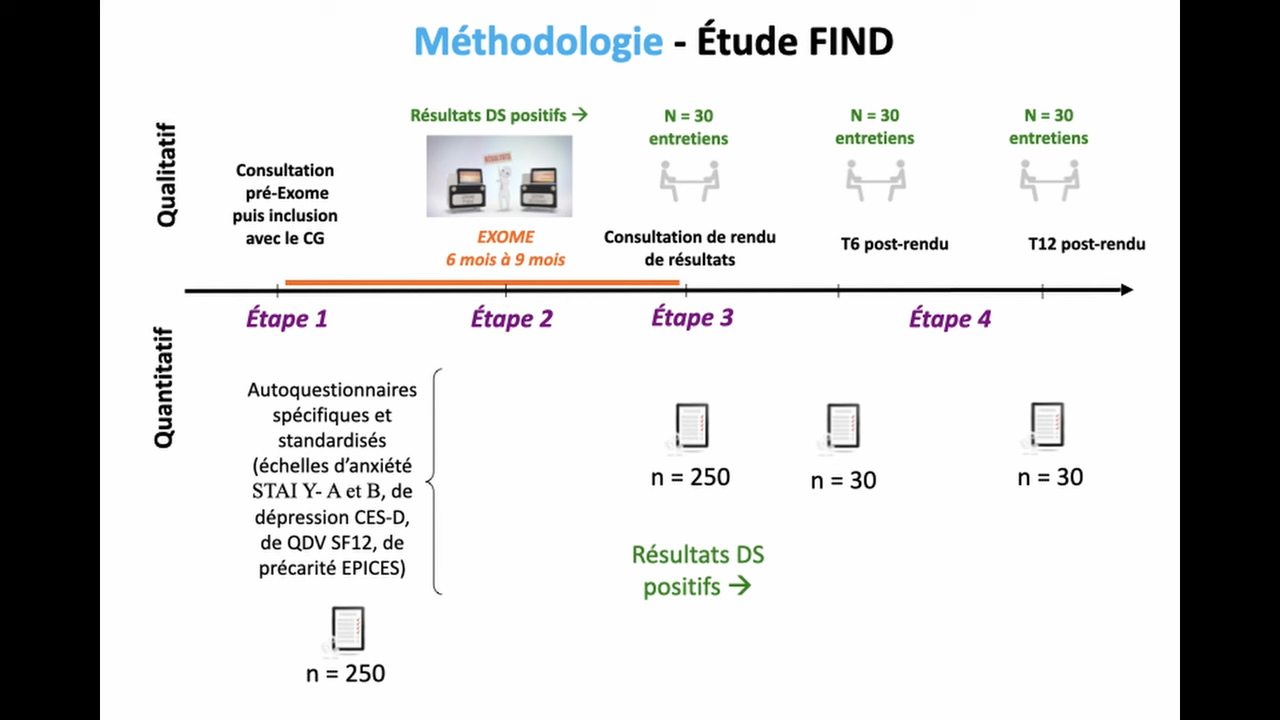 Méthodologie - Étude FIND
Qualitatif
Consultation
pré-Exome
puis inclusion
avec le CG
Résultats DS positifs →
EXOME
6 mois à 9 mois
N = 30
entretiens
Consultation de rendu
de résultats
N = 30
entretiens
T6 post-rendu
N = 30
entretiens
T12 post-rendu
Étape 1
Étape 2
Étape 3
Étape 4
Quantitatif
Autoquestionnaires
spécifiques et
standardisés
(échelles d'anxiété
STAI Y- A et B, de
dépression CES-D,
de QDV SF12, de
précarité EPICES)
n = 250
n = 250
n = 30
n = 30
Résultats DS
positifs →